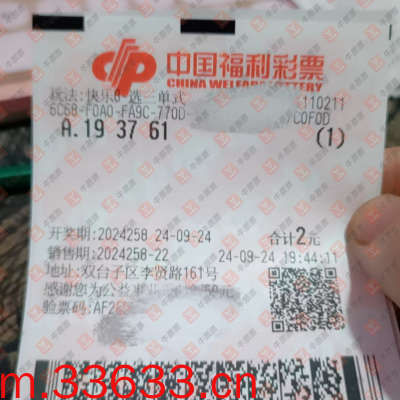 中国福利彩票
CHINA WELFARE LOTTERY
玩法:快乐8-选三单式 110211
6C68-F0A0-FA9C-770D- C0F0D
A.19 37 61 (1)
开奖期:2024258 24-09-24 合计2元
销售期:2024258-22 24-09-24 19:44:11
地址:双台子区李贤路161号
感谢您为公益事业 元
验票码:AF2
m.33633.cn